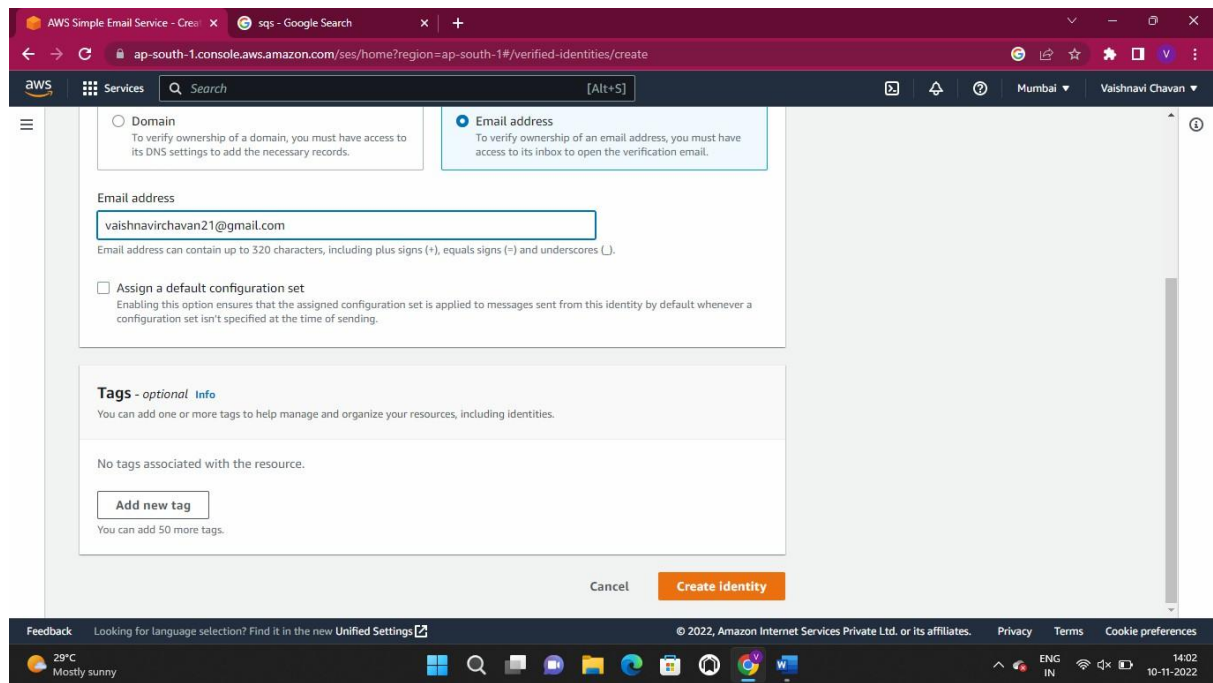 AWS Simple Email Service - Creat
sqs - Google Search
ap-south-1.console.aws.amazon.com/ses/home?region=ap-south-1#/verified-identities/create
V
aws
Services
Search
[Alt+S]
Mumbai
Vaishnavi Chavan
Domain
To verify ownership of a domain, you must have access to
its DNS settings to add the necessary records.
Email address
To verify ownership of an email address, you must have
access to its inbox to open the verification email.
Email address
vaishnavirchavan21@gmail.com
Email address can contain up to 320 characters, including plus signs (+), equals signs (=) and underscores (_).
Assign a default configuration set
Enabling this option ensures that the assigned configuration set is applied to messages sent from this identity by default whenever a
configuration set isn't specified at the time of sending.
Tags - optional Info
You can add one or more tags to help manage and organize your resources, including identities.
No tags associated with the resource.
Add new tag
You can add 50 more tags.
Cancel
Create identity
Feedback
Looking for language selection? Find it in the new Unified Settings
© 2022, Amazon Internet Services Private Ltd. or its affiliates.
Privacy
Terms
Cookie preferences
29°C
Mostly sunny
ENG
IN
14:02
10-11-2022